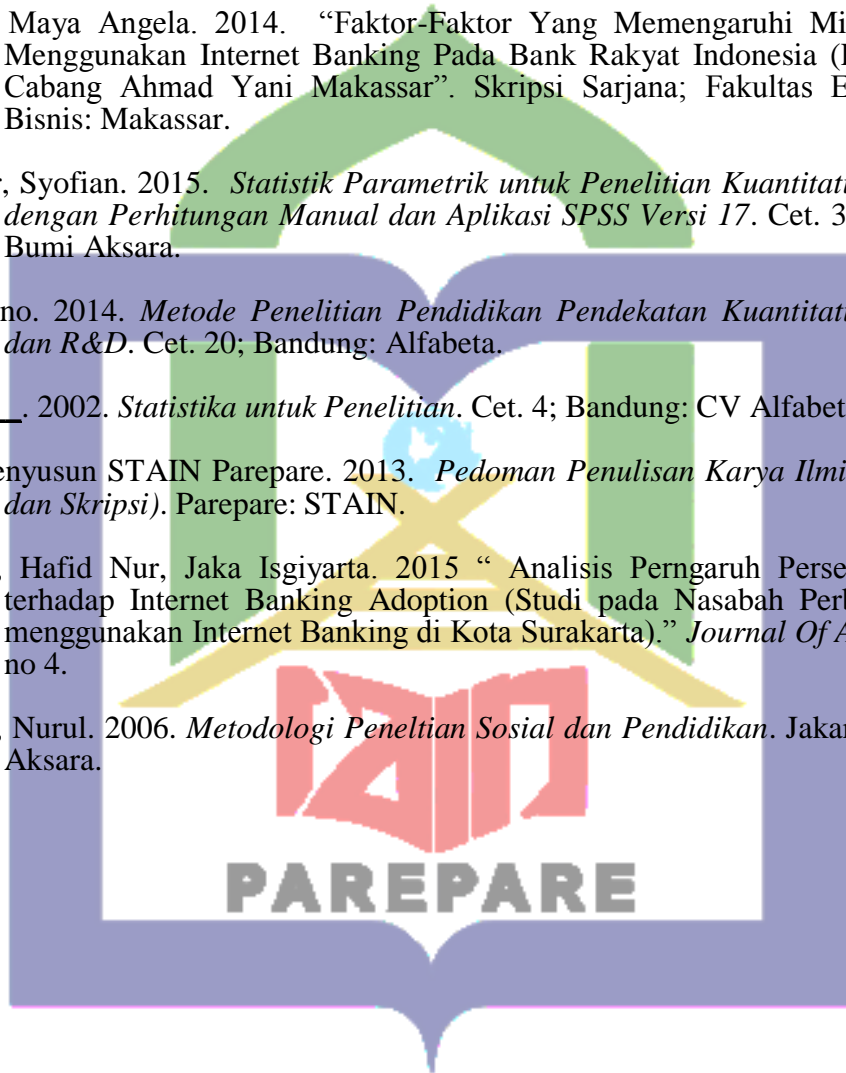 Maya Angela. 2014. “Faktor-Faktor Yang Memengaruhi Mi
Menggunakan Internet Banking Pada Bank Rakyat Indonesia (
Cabang Ahmad Yani Makassar”. Skripsi Sarjana; Fakultas E
Bisnis: Makassar.
r, Syofian. 2015. Statistik Parametrik untuk Penelitian Kuantitati
dengan Perhitungan Manual dan Aplikasi SPSS Versi 17. Cet. 3
Bumi Aksara.
no. 2014. Metode Penelitian Pendidikan Pendekatan Kuantitati
dan R&D. Cet. 20; Bandung: Alfabeta.
__. 2002. Statistika untuk Penelitian. Cet. 4; Bandung: CV Alfabet
enyusun STAIN Parepare. 2013. Pedoman Penulisan Karya Ilmi
dan Skripsi). Parepare: STAIN.
, Hafid Nur, Jaka Isgiyarta. 2015 “ Analisis Perngaruh Perse
terhadap Internet Banking Adoption (Studi pada Nasabah Perb
menggunakan Internet Banking di Kota Surakarta).” Journal Of A
no 4.
, Nurul. 2006. Metodologi Peneltian Sosial dan Pendidikan. Jakar
Aksara.
IAIN
PAREPARE